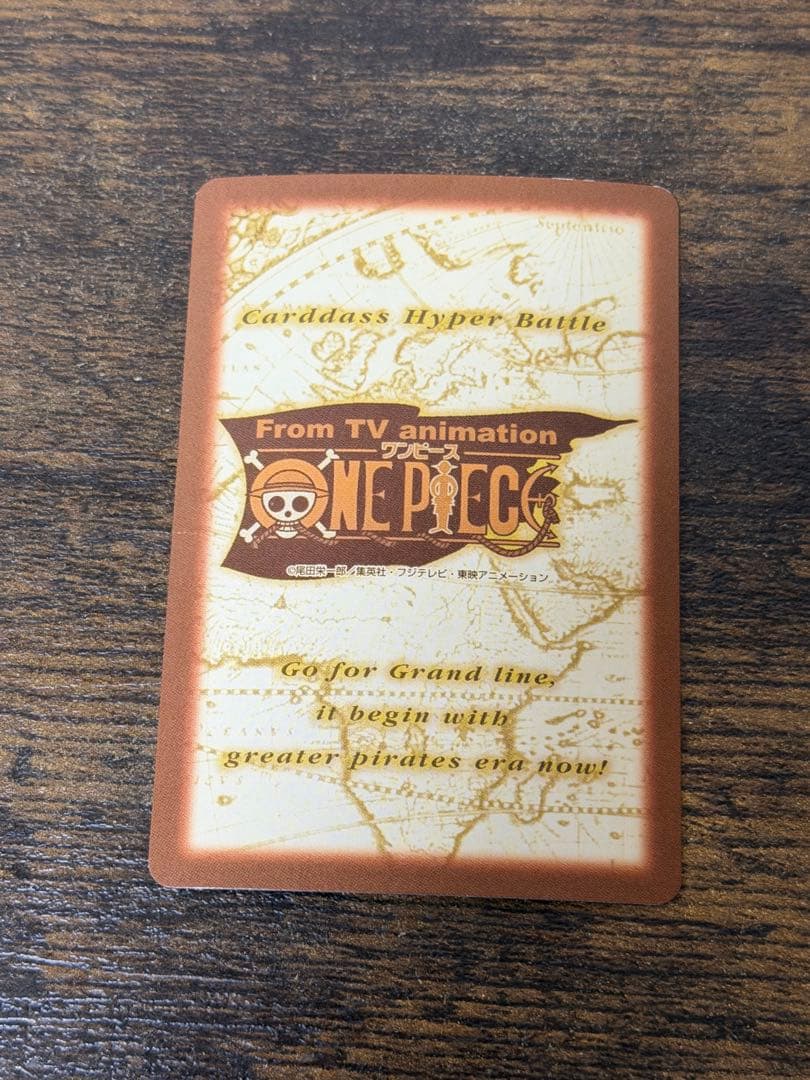 Septentrio
Carddass Hyper Battle
From TV animation
ワンピース
ONE PIECE
©尾田栄一郎/集英社・フジテレビ・東映アニメーション
Go for Grand line,
it begin with
greater pirates era now!